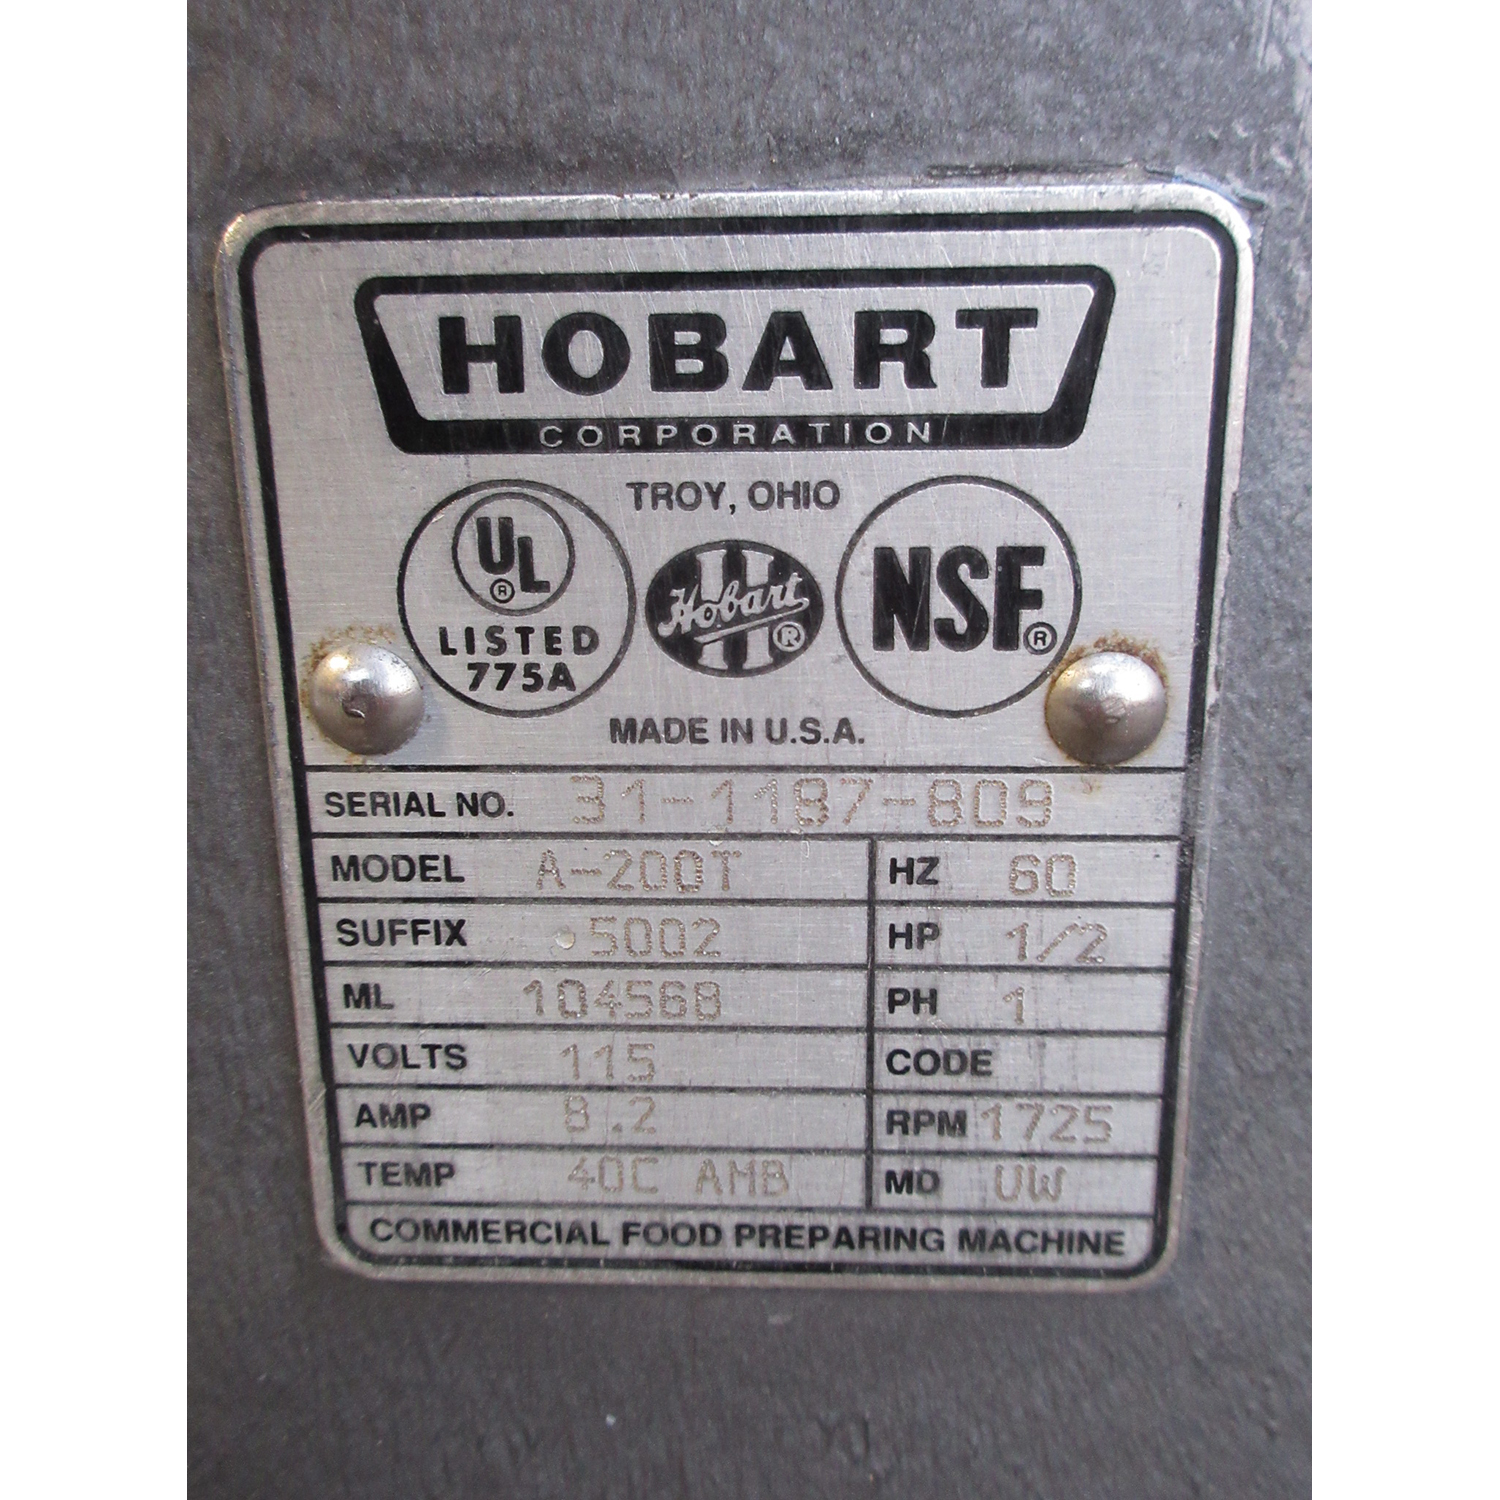 HOBART
CORPORATION
TROY, OHIO
UL
®
LISTED
775A
Hobart
®
NSF®
MADE IN U.S.A.
SERIAL NO. 31-1187-809
MODEL A-200T HZ 60
SUFFIX 5002 HP 1/2
ML 104568 PH 1
VOLTS 115 CODE
AMP 8.2 RPM 1725
TEMP 40C AMB MD UW
COMMERCIAL FOOD PREPARING MACHINE